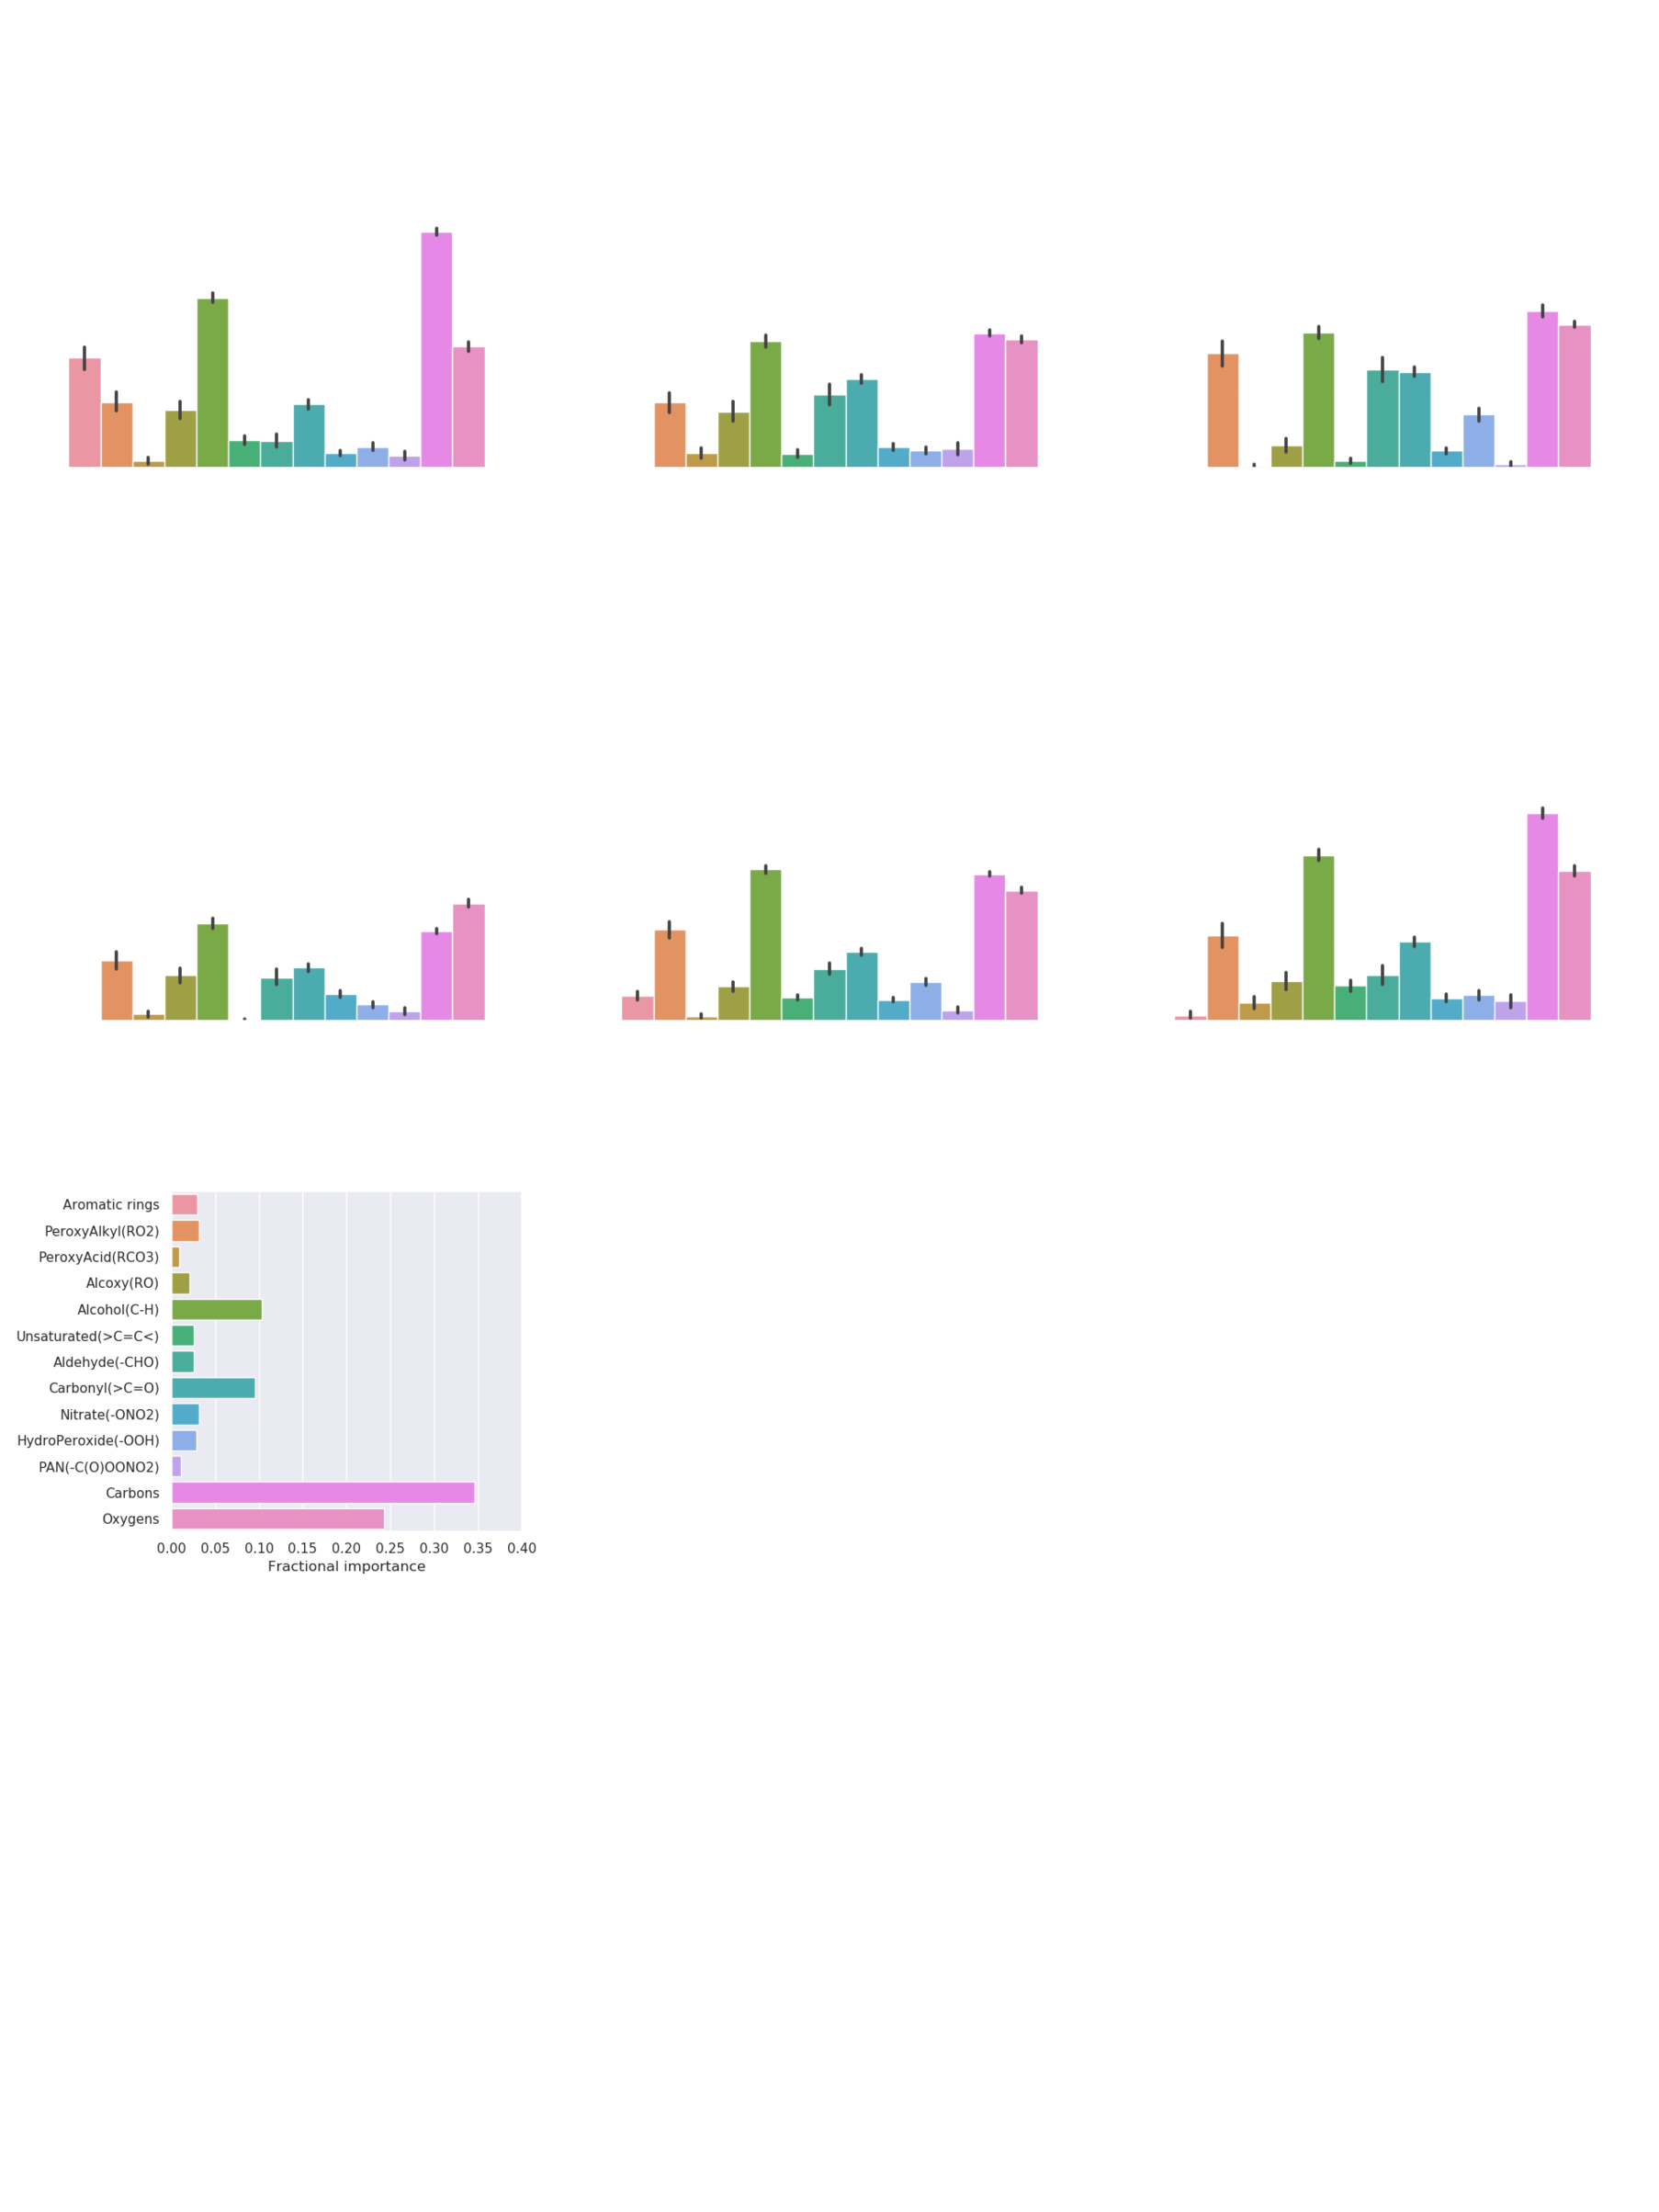 Aromatic rings
PeroxyAlkyl(RO2)
PeroxyAcid(RCO3)
Alcoxy(RO)
Alcohol(C-H)
Unsaturated(>C=C<)
Aldehyde(-CHO)
Carbonyl(>C=O)
Nitrate(-ONO2)
HydroPeroxide(-OOH)
PAN(-C(O)OONO2)
Carbons
Oxygens
0.00 0.05 0.10 0.15 0.20 0.25 0.30 0.35 0.40
Fractional importance